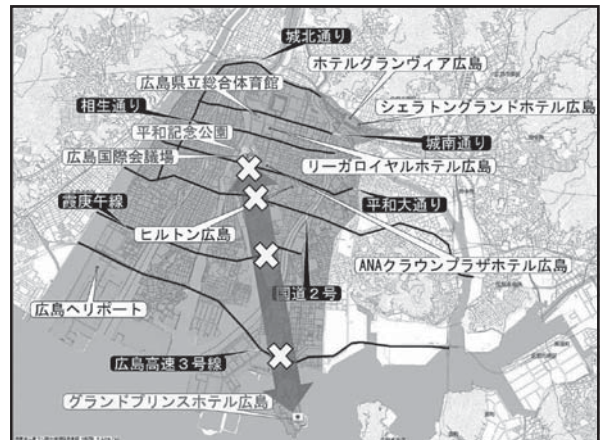 城北通り
ホテルグランヴィア広島
広島県立総合体育館
シェラトングランドホテル広島
相生通り
平和記念公園
城南通り
広島国際会議場
リーガロイヤルホテル広島
霞庚午線
平和大通り
ヒルトン広島
ANAクラウンプラザホテル広島
広島ヘリポート
国道2号
広島高速3号線
グランドプリンスホテル広島